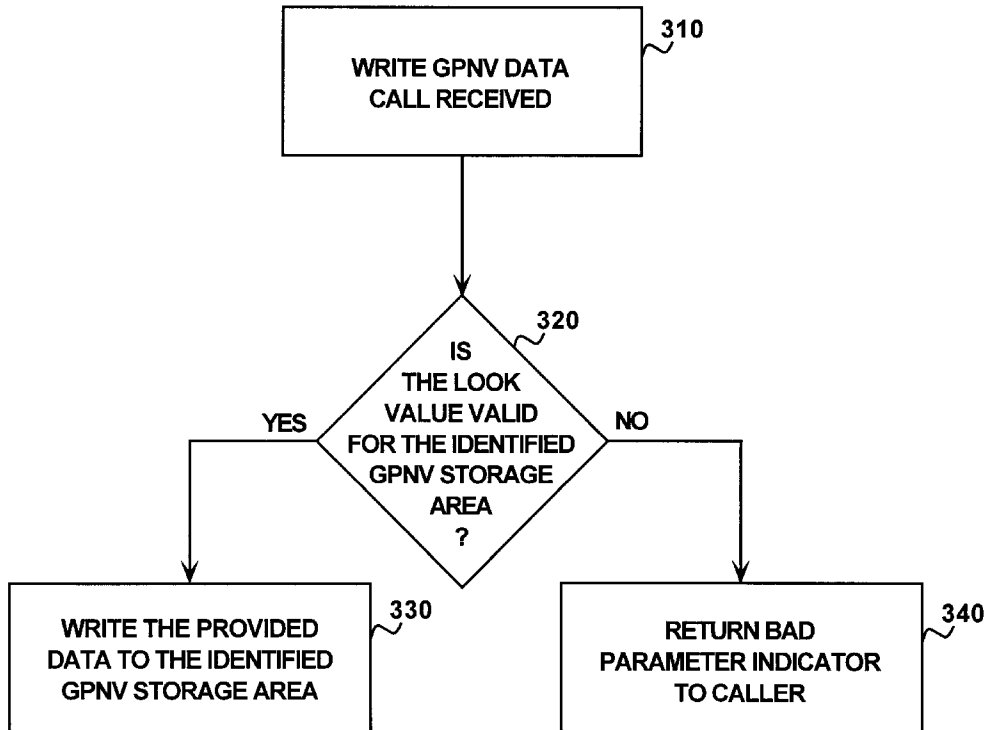 310
WRITE GPNV DATA
CALL RECEIVED
320
IS
THE LOOK
VALUE VALID
FOR THE IDENTIFIED
GPNV STORAGE
AREA
?
YES
NO
330
WRITE THE PROVIDED
DATA TO THE IDENTIFIED
GPNV STORAGE AREA
340
RETURN BAD
PARAMETER INDICATOR
TO CALLER